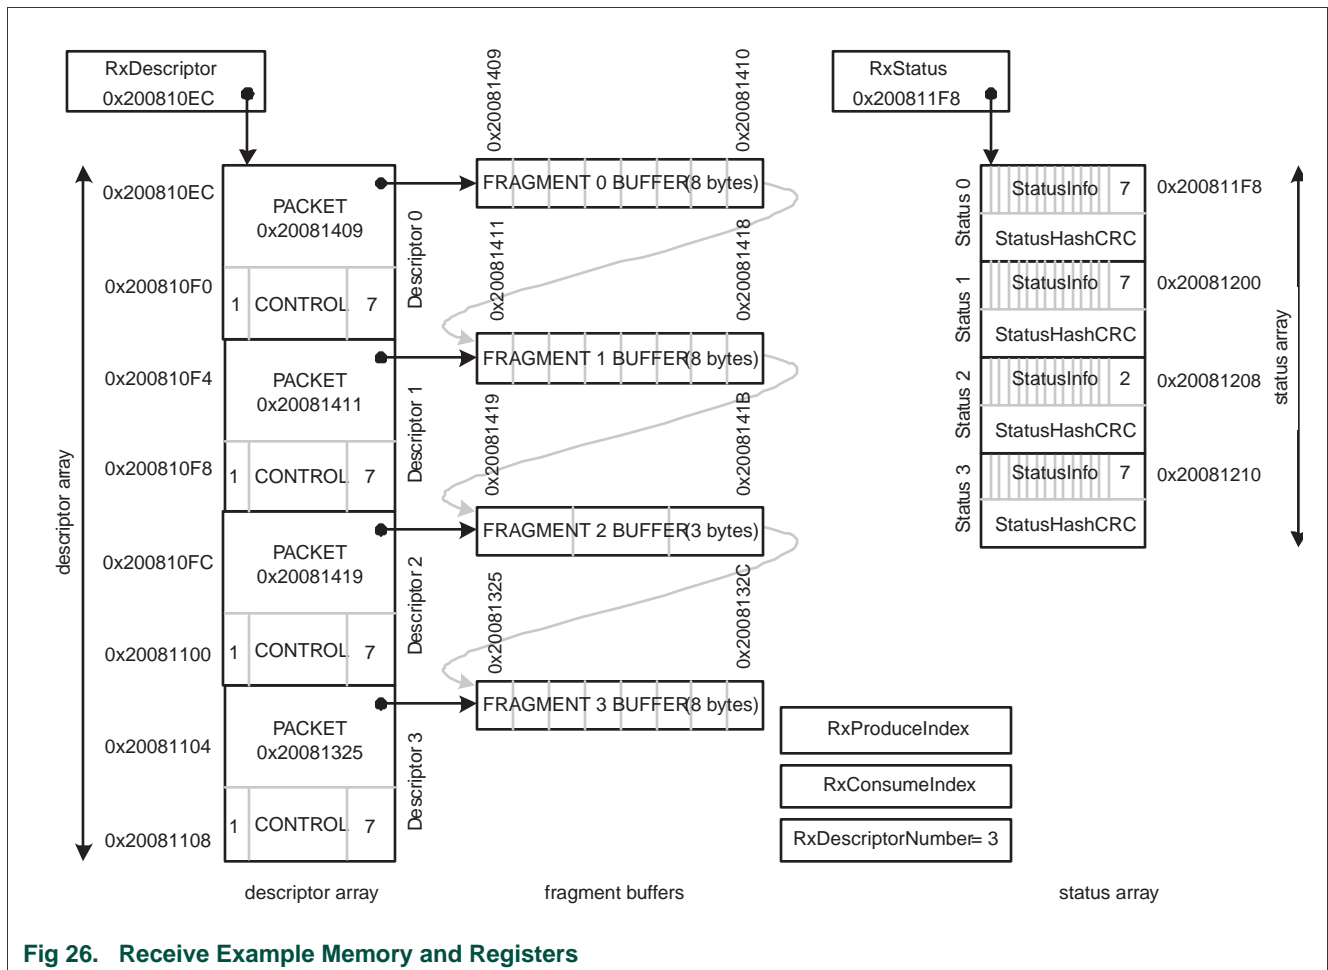 RxDescriptor
0x200810EC
0x20081409
0x20081410
RxStatus
0x200811F8
0x200810EC
PACKET
0x20081409
0x200810F0
1 CONTROL 7
Descriptor 0
FRAGMENT 0 BUFFER(8 bytes)
0x20081411
0x20081418
0x200810F4
PACKET
0x20081411
0x200810F8
1 CONTROL 7
Descriptor 1
FRAGMENT 1 BUFFER(8 bytes)
0x20081419
0x2008141B
0x200810FC
PACKET
0x20081419
0x20081100
1 CONTROL 7
Descriptor 2
FRAGMENT 2 BUFFER(3 bytes)
0x20081325
0x2008132C
0x20081104
PACKET
0x20081325
0x20081108
1 CONTROL 7
Descriptor 3
FRAGMENT 3 BUFFER(8 bytes)
descriptor array
Status 0
StatusInfo 7
0x200811F8
StatusHashCRC
Status 1
StatusInfo 7
0x20081200
StatusHashCRC
Status 2
StatusInfo 2
0x20081208
StatusHashCRC
Status 3
StatusInfo 7
0x20081210
StatusHashCRC
status array
RxProduceIndex
RxConsumeIndex
RxDescriptorNumber= 3
descriptor array
fragment buffers
status array
Fig 26. Receive Example Memory and Registers